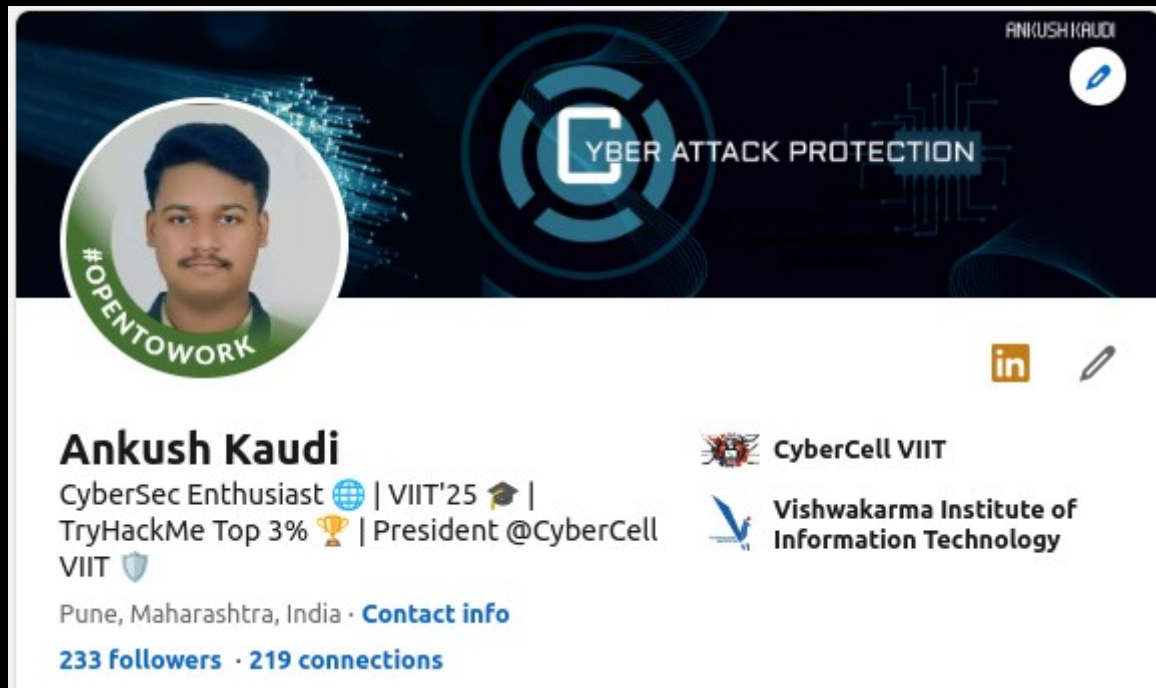 ANKUSH KAUDI
CYBER ATTACK PROTECTION
#OPENTOWORK
in
Ankush Kaudi
CyberSec Enthusiast 🌐 | VIIT'25 🎓 |
TryHackMe Top 3% 🏆 | President @CyberCell
VIIT 🛡️
Pune, Maharashtra, India · Contact info
233 followers · 219 connections
CyberCell VIIT
Vishwakarma Institute of
Information Technology